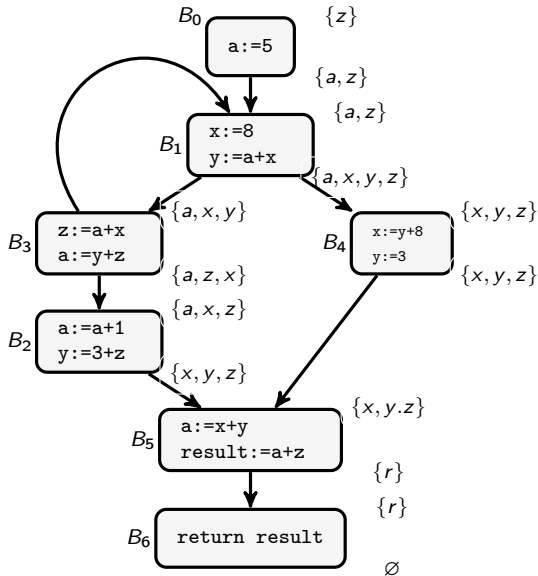 B0 {z}
a:=5
{a, z}
{a, z}
B1 x:=8
y:=a+x
{a, x, y, z}
{a, x, y} {x, y, z}
B3 z:=a+x B4 x:=y+8
a:=y+z y:=3
{a, z, x} {x, y, z}
{a, x, z}
B2 a:=a+1
y:=3+z
{x, y, z}
{x, y.z}
B5 a:=x+y
result:=a+z
{r}
{r}
B6 return result
∅